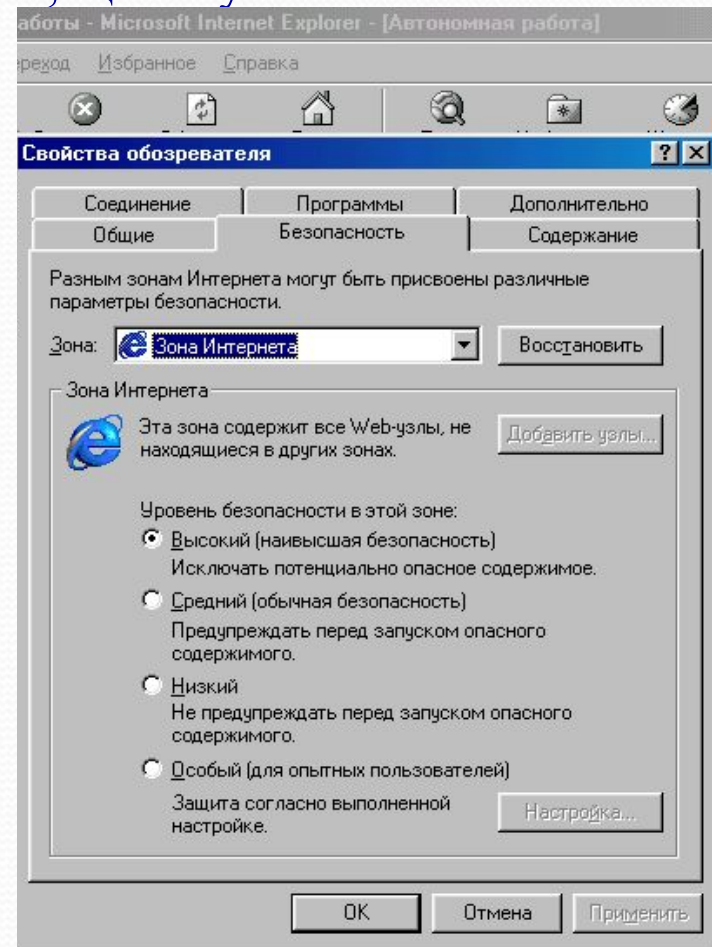 аботы - Microsoft Internet Explorer - [Автономная работа]
реход Избранное Справка
Свойства обозревателя
Соединение Программы Дополнительно
Общие Безопасность Содержание
Разным зонам Интернета могут быть присвоены различные
параметры безопасности.
Зона: Зона Интернета Восстановить
Зона Интернета
Эта зона содержит все Web-узлы, не
находящиеся в других зонах.
Добавить узлы...
Уровень безопасности в этой зоне:
Высокий (наивысшая безопасность)
Исключать потенциально опасное содержимое.
Средний (обычная безопасность)
Предупреждать перед запуском опасного
содержимого.
Низкий
Не предупреждать перед запуском опасного
содержимого.
Особый (для опытных пользователей)
Защита согласно выполненной
настройке.
Настройка...
OK Отмена Применить